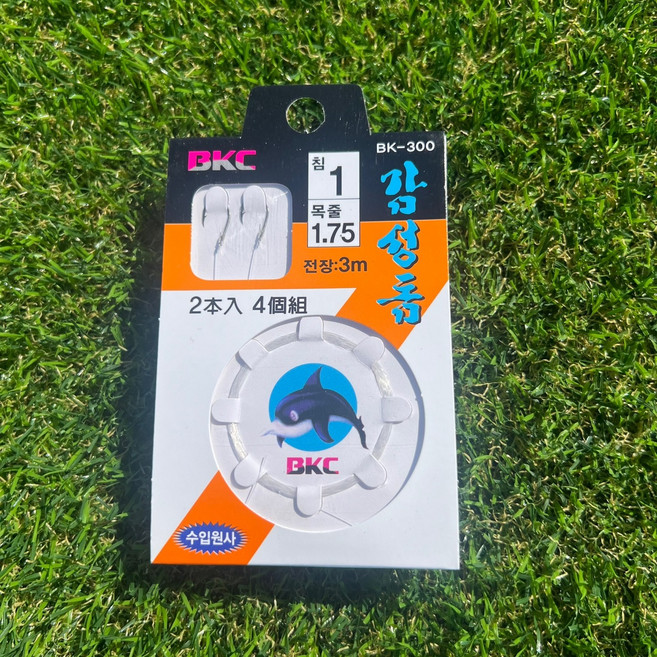 BKC
BK-300
침 1
목줄 1.75
전장:3m
감성돔
2本入 4個組
BKC
수입원사